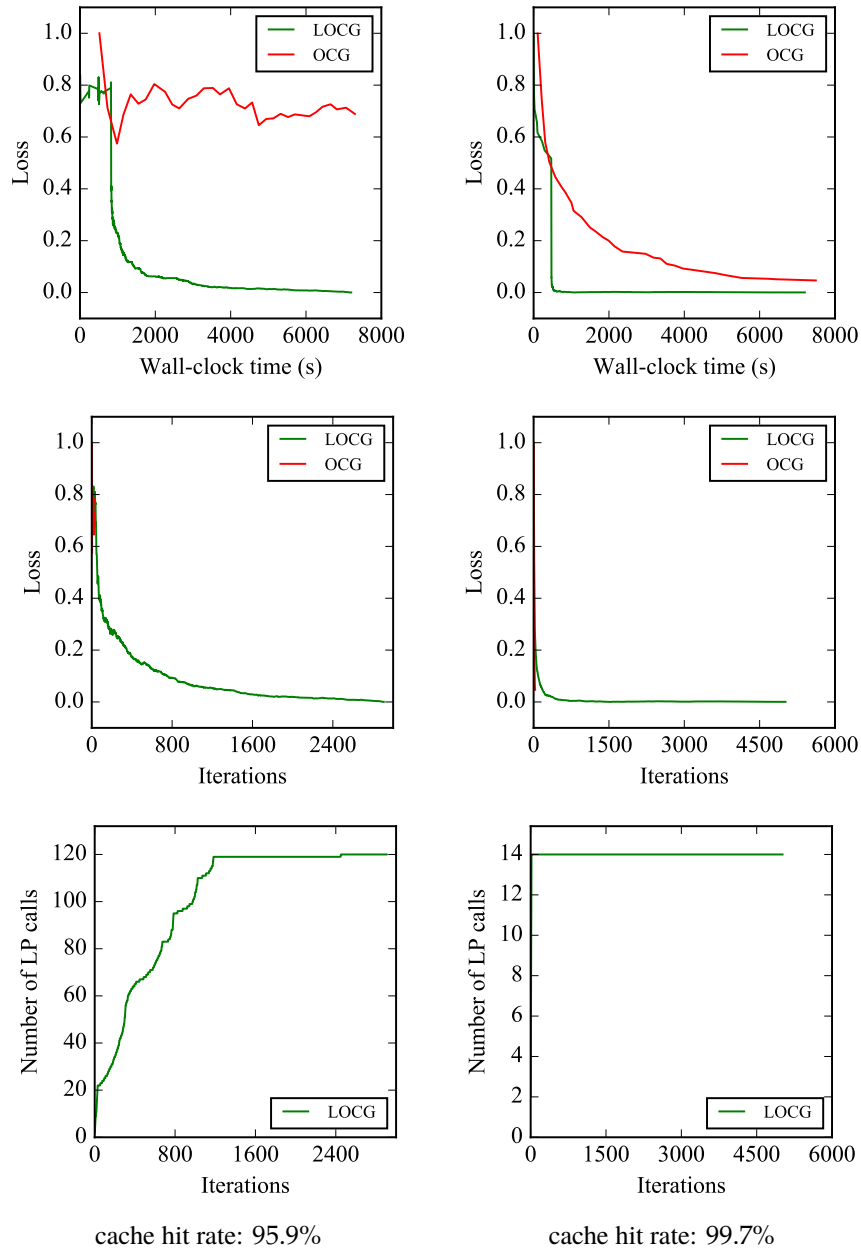 LOCG
OCG
1.0
0.8
0.6
0.4
0.2
0.0
Loss
0 2000 4000 6000 8000
Wall-clock time (s)
LOCG
OCG
1.0
0.8
0.6
0.4
0.2
0.0
Loss
0 2000 4000 6000 8000
Wall-clock time (s)
LOCG
OCG
1.0
0.8
0.6
0.4
0.2
0.0
Loss
0 800 1600 2400
Iterations
LOCG
OCG
1.0
0.8
0.6
0.4
0.2
0.0
Loss
0 1500 3000 4500 6000
Iterations
120
100
80
60
40
20
0
Number of LP calls
LOCG
0 800 1600 2400
Iterations
14
12
10
8
6
4
2
0
Number of LP calls
LOCG
0 1500 3000 4500 6000
Iterations
cache hit rate: 95.9%
cache hit rate: 99.7%